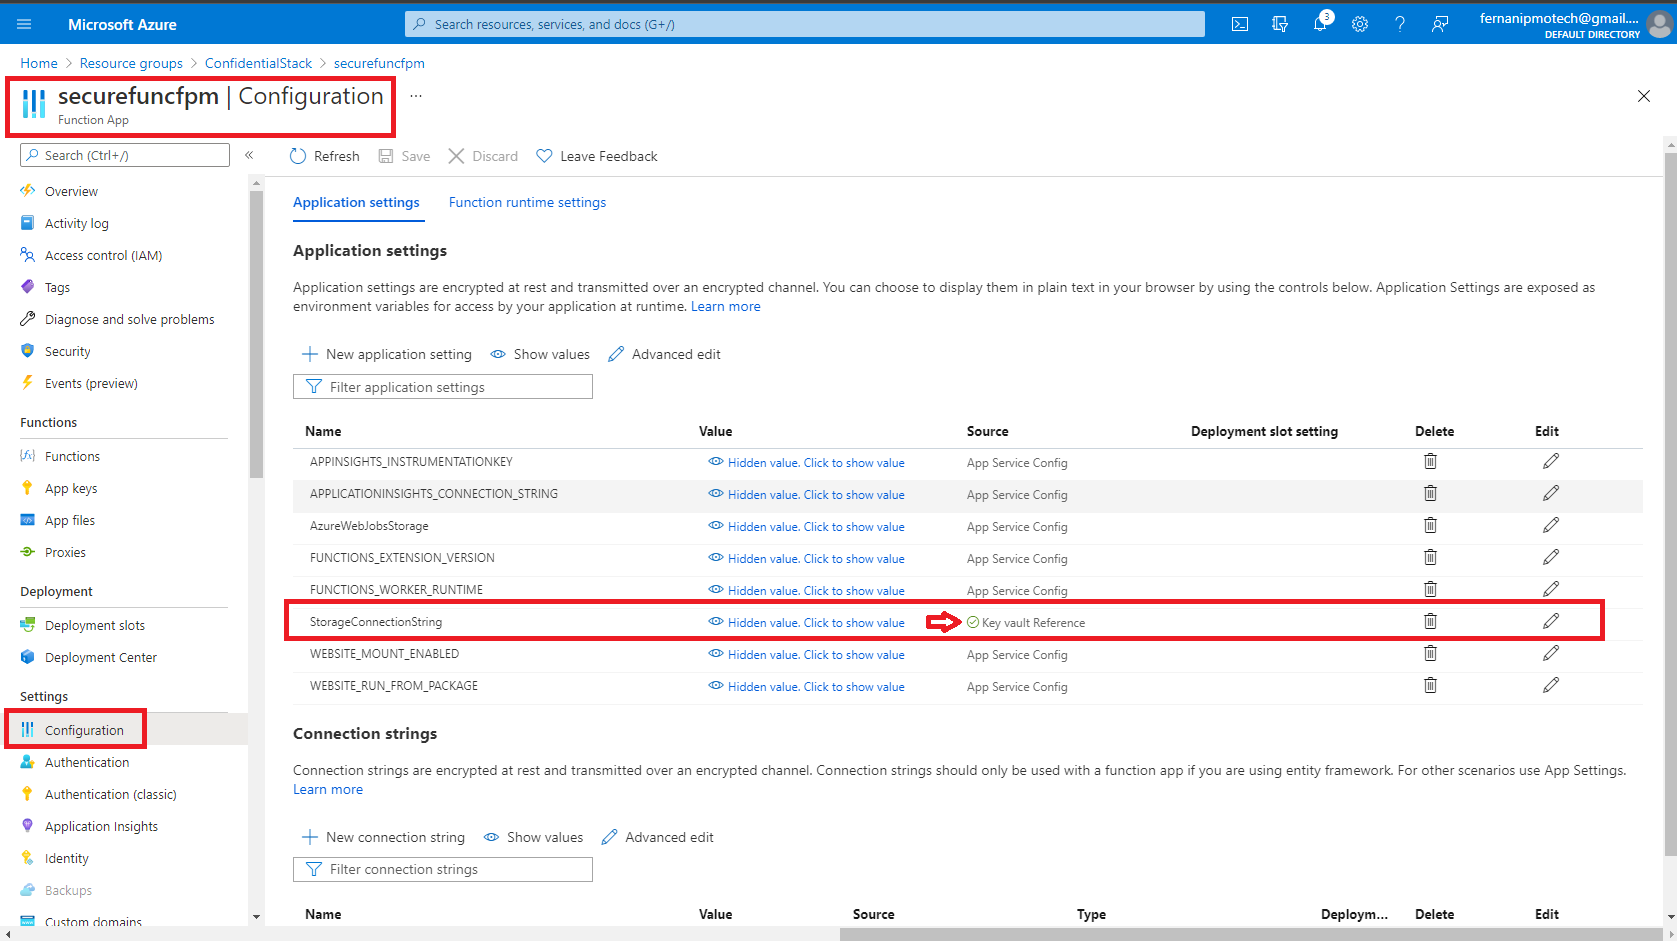 Microsoft Azure
Search resources, services, and docs (G+/)
3
fernanipmotech@gmail....
DEFAULT DIRECTORY
Home > Resource groups > ConfidentialStack > securefuncfpm
securefuncfpm | Configuration ...
Function App
Search (Ctrl+/)
«
Overview
Activity log
Access control (IAM)
Tags
Diagnose and solve problems
Security
Events (preview)
Functions
Functions
App keys
App files
Proxies
Deployment
Deployment slots
Deployment Center
Settings
Configuration
Authentication
Authentication (classic)
Application Insights
Identity
Backups
Custom domains
Refresh Save Discard Leave Feedback
Application settings Function runtime settings
Application settings
Application settings are encrypted at rest and transmitted over an encrypted channel. You can choose to display them in plain text in your browser by using the controls below. Application Settings are exposed as
environment variables for access by your application at runtime. Learn more
New application setting Show values Advanced edit
Filter application settings
Name Value Source Deployment slot setting Delete Edit
APPINSIGHTS_INSTRUMENTATIONKEY Hidden value. Click to show value App Service Config
APPLICATIONINSIGHTS_CONNECTION_STRING Hidden value. Click to show value App Service Config
AzureWebJobsStorage Hidden value. Click to show value App Service Config
FUNCTIONS_EXTENSION_VERSION Hidden value. Click to show value App Service Config
FUNCTIONS_WORKER_RUNTIME Hidden value. Click to show value App Service Config
StorageConnectionString Hidden value. Click to show value Key vault Reference
WEBSITE_MOUNT_ENABLED Hidden value. Click to show value App Service Config
WEBSITE_RUN_FROM_PACKAGE Hidden value. Click to show value App Service Config
Connection strings
Connection strings are encrypted at rest and transmitted over an encrypted channel. Connection strings should only be used with a function app if you are using entity framework. For other scenarios use App Settings.
Learn more
New connection string Show values Advanced edit
Filter connection strings
Name Value Source Type Deploym... Delete Edit